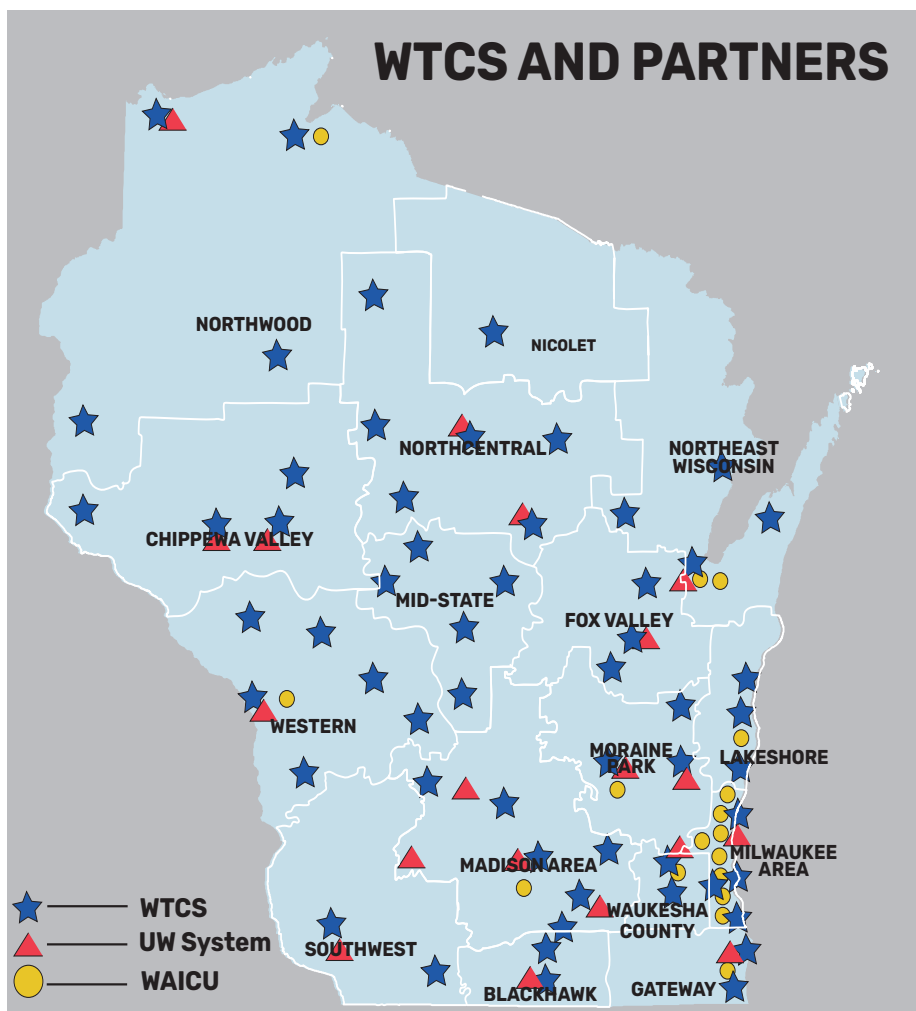 WTCS AND PARTNERS
NORTHWOOD
NICOLET
NORTHCENTRAL
NORTHEAST
WISCONSIN
CHIPPEWA VALLEY
MID-STATE
FOX VALLEY
WESTERN
MORAINE
PARK
LAKESHORE
MADISON AREA
MILWAUKEE
AREA
WAUKESHA
COUNTY
SOUTHWEST
BLACKHAWK
GATEWAY
WTCS
UW System
WAICU